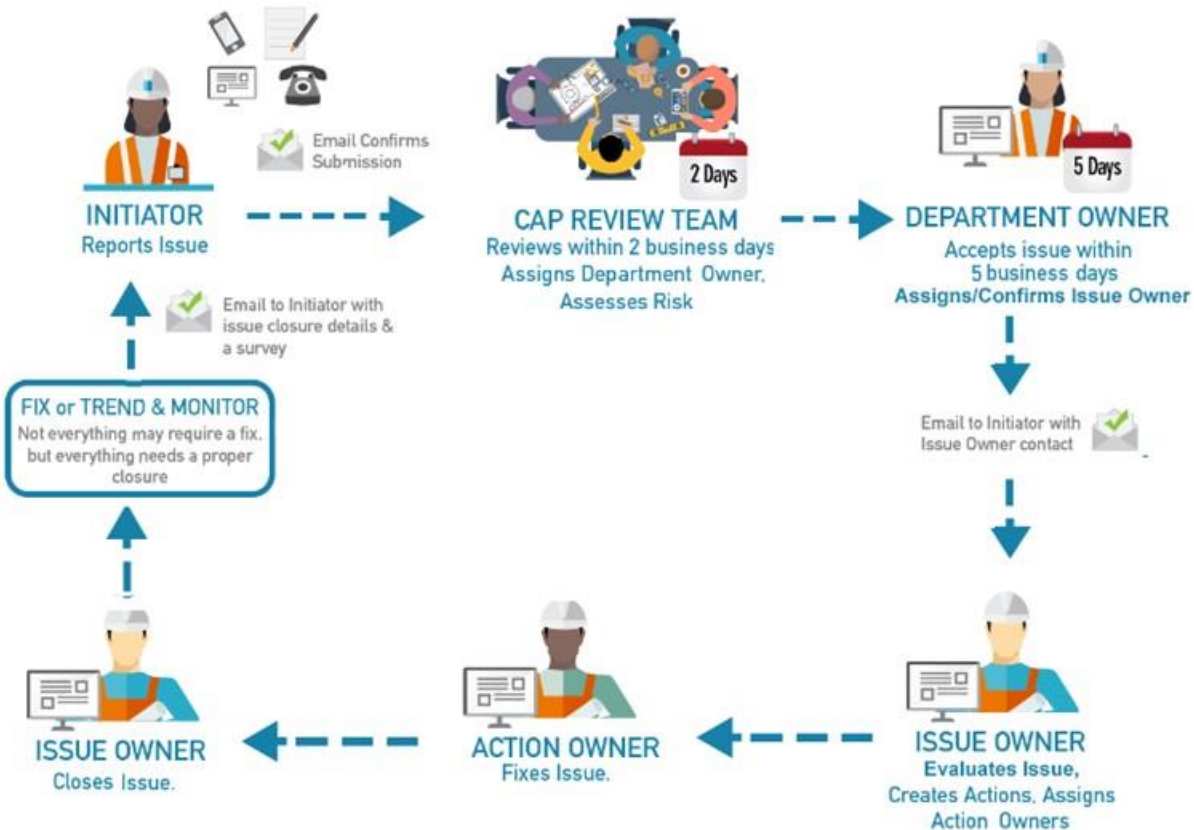 Email Confirms
Submission
2 Days
5 Days
INITIATOR
Reports Issue
CAP REVIEW TEAM
Reviews within 2 business days
Assigns Department Owner,
Assesses Risk
DEPARTMENT OWNER
Accepts issue within
5 business days
Assigns/Confirms Issue Owner
Email to Initiator with
issue closure details &
a survey
FIX or TREND & MONITOR
Not everything may require a fix,
but everything needs a proper
closure
Email to Initiator with
Issue Owner contact
ISSUE OWNER
Closes Issue.
ACTION OWNER
Fixes Issue.
ISSUE OWNER
Evaluates Issue,
Creates Actions, Assigns
Action Owners